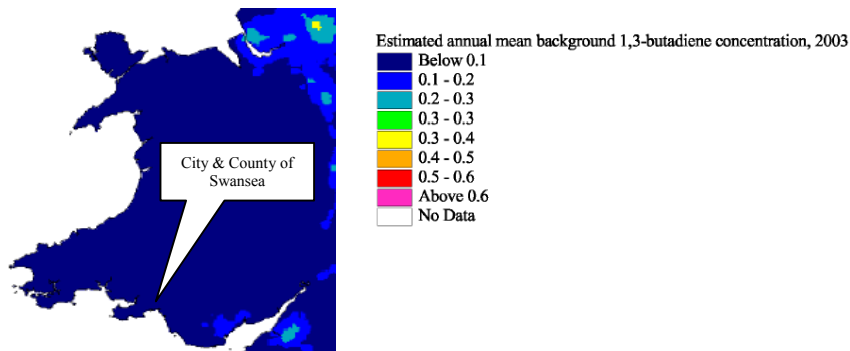 City & County of
Swansea
Estimated annual mean background 1,3-butadiene concentration, 2003
Below 0.1
0.1 - 0.2
0.2 - 0.3
0.3 - 0.3
0.3 - 0.4
0.4 - 0.5
0.5 - 0.6
Above 0.6
No Data